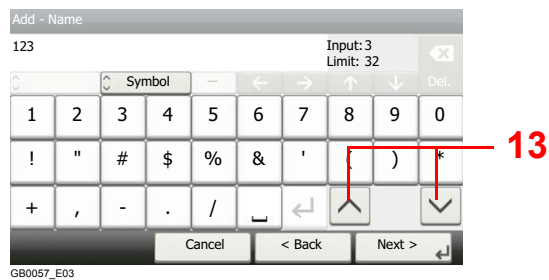 Add - Name
123
Input: 3
Limit: 32
Symbol
Del.
1 2 3 4 5 6 7 8 9 0
! " # $ % & ' ( ) *
+ , - . / ␣
13
Cancel < Back Next >
GB0057_E03